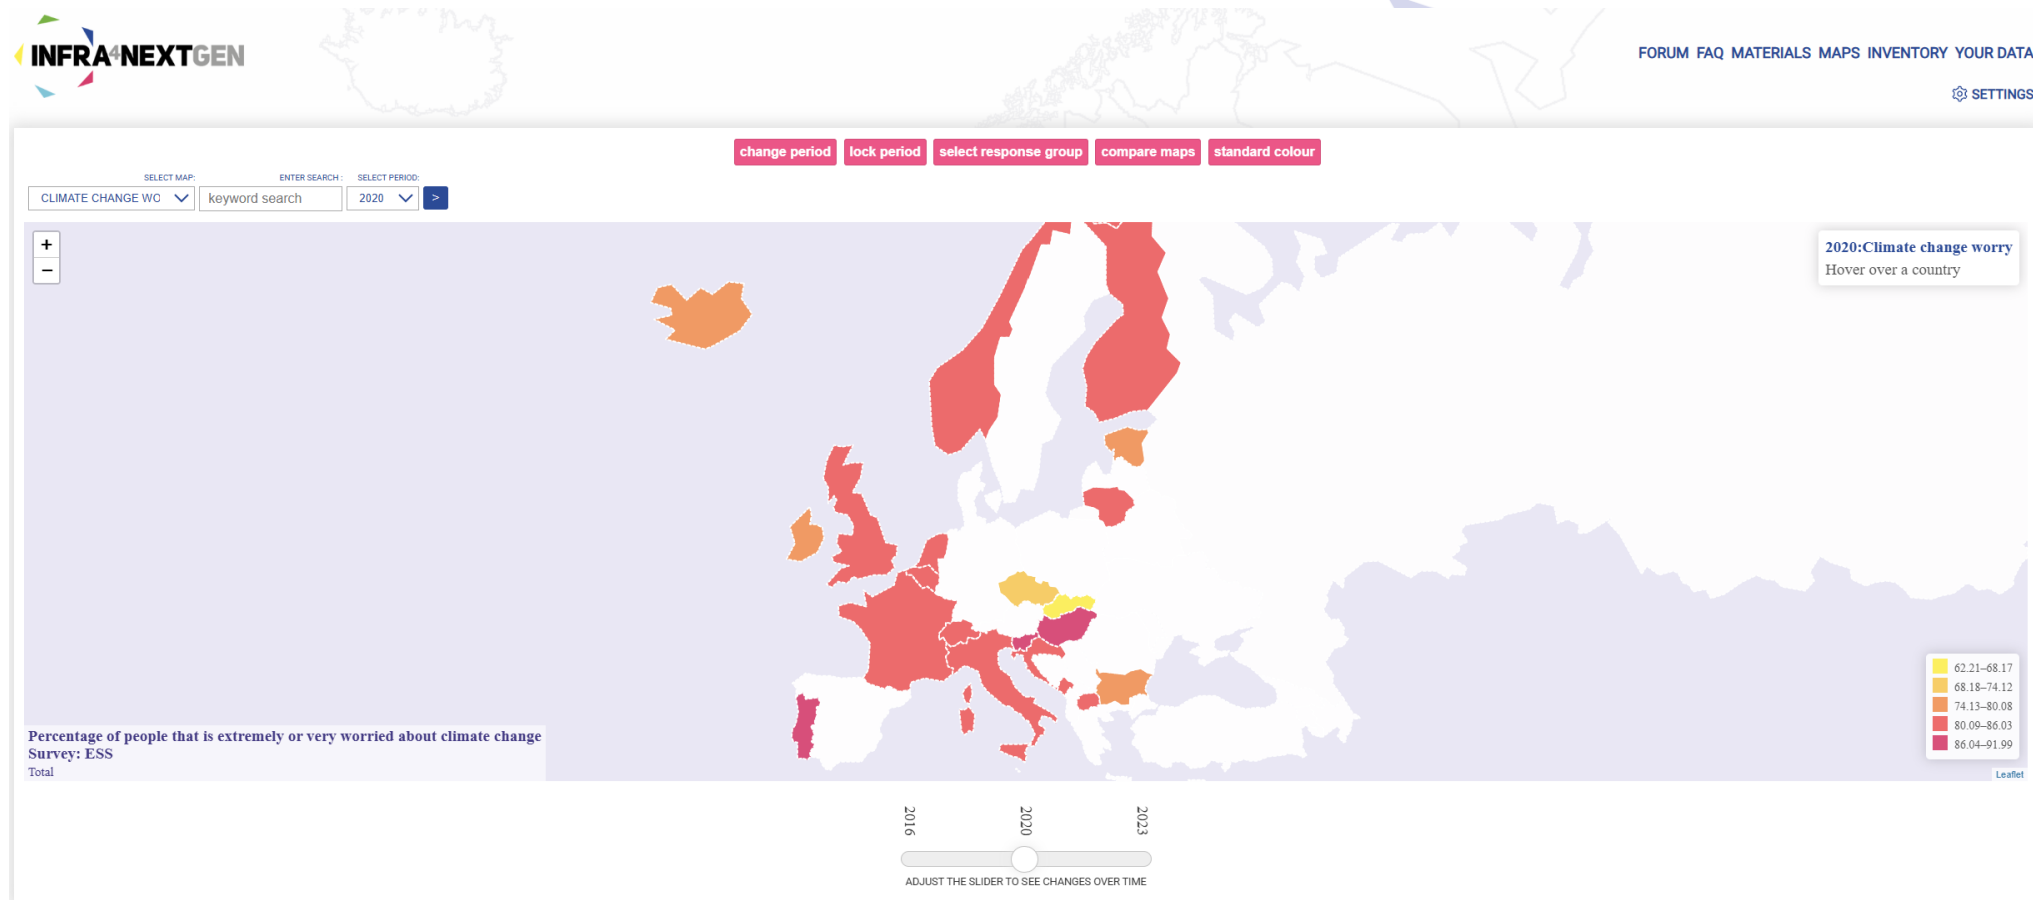 INFRA4NEXTGEN
FORUM FAQ MATERIALS MAPS INVENTORY YOUR DATA
SETTINGS
change period lock period select response group compare maps standard colour
SELECT MAP: ENTER SEARCH : SELECT PERIOD:
CLIMATE CHANGE WO keyword search 2020 >
+
−
2020:Climate change worry
Hover over a country
62.21–68.17
68.18–74.12
74.13–80.08
80.09–86.03
86.04–91.99
Percentage of people that is extremely or very worried about climate change
Survey: ESS
Total
Leaflet
2016 2020 2023
ADJUST THE SLIDER TO SEE CHANGES OVER TIME